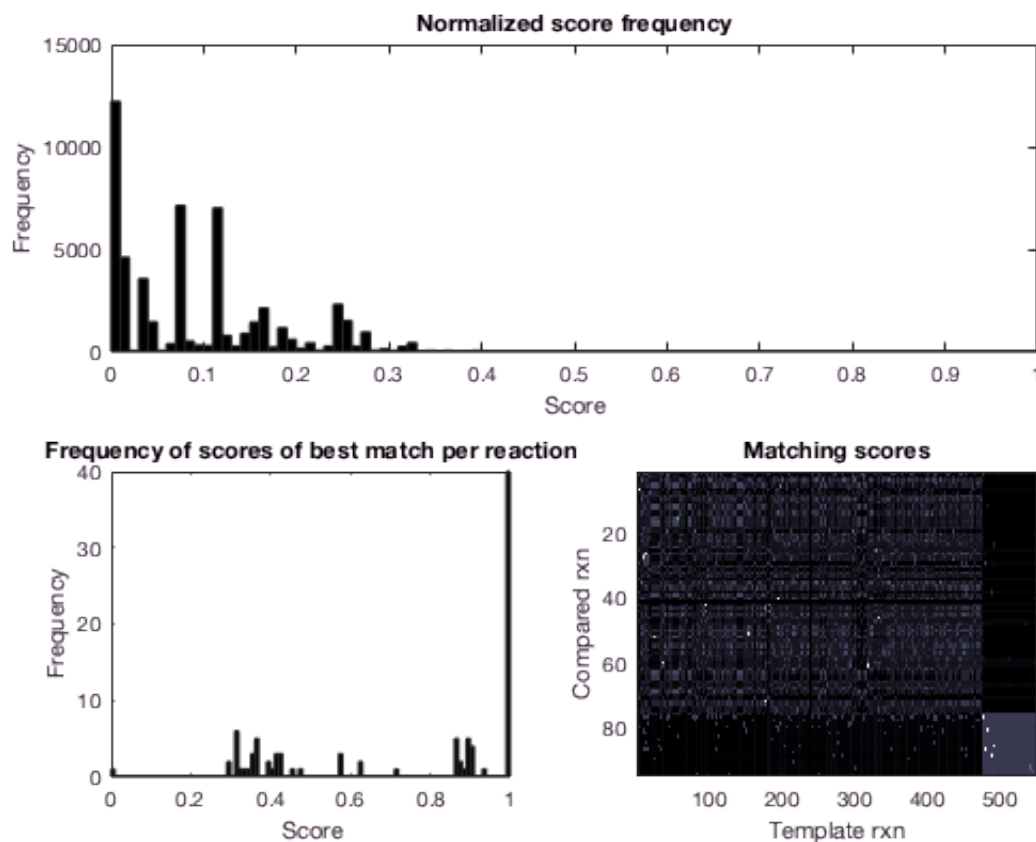 Normalized score frequency
15000
10000
5000
0
Frequency
0 0.1 0.2 0.3 0.4 0.5 0.6 0.7 0.8 0.9 1
Score
Frequency of scores of best match per reaction
40
30
20
10
0
Frequency
0 0.2 0.4 0.6 0.8 1
Score
Matching scores
20
40
60
80
Compared rxn
100 200 300 400 500
Template rxn